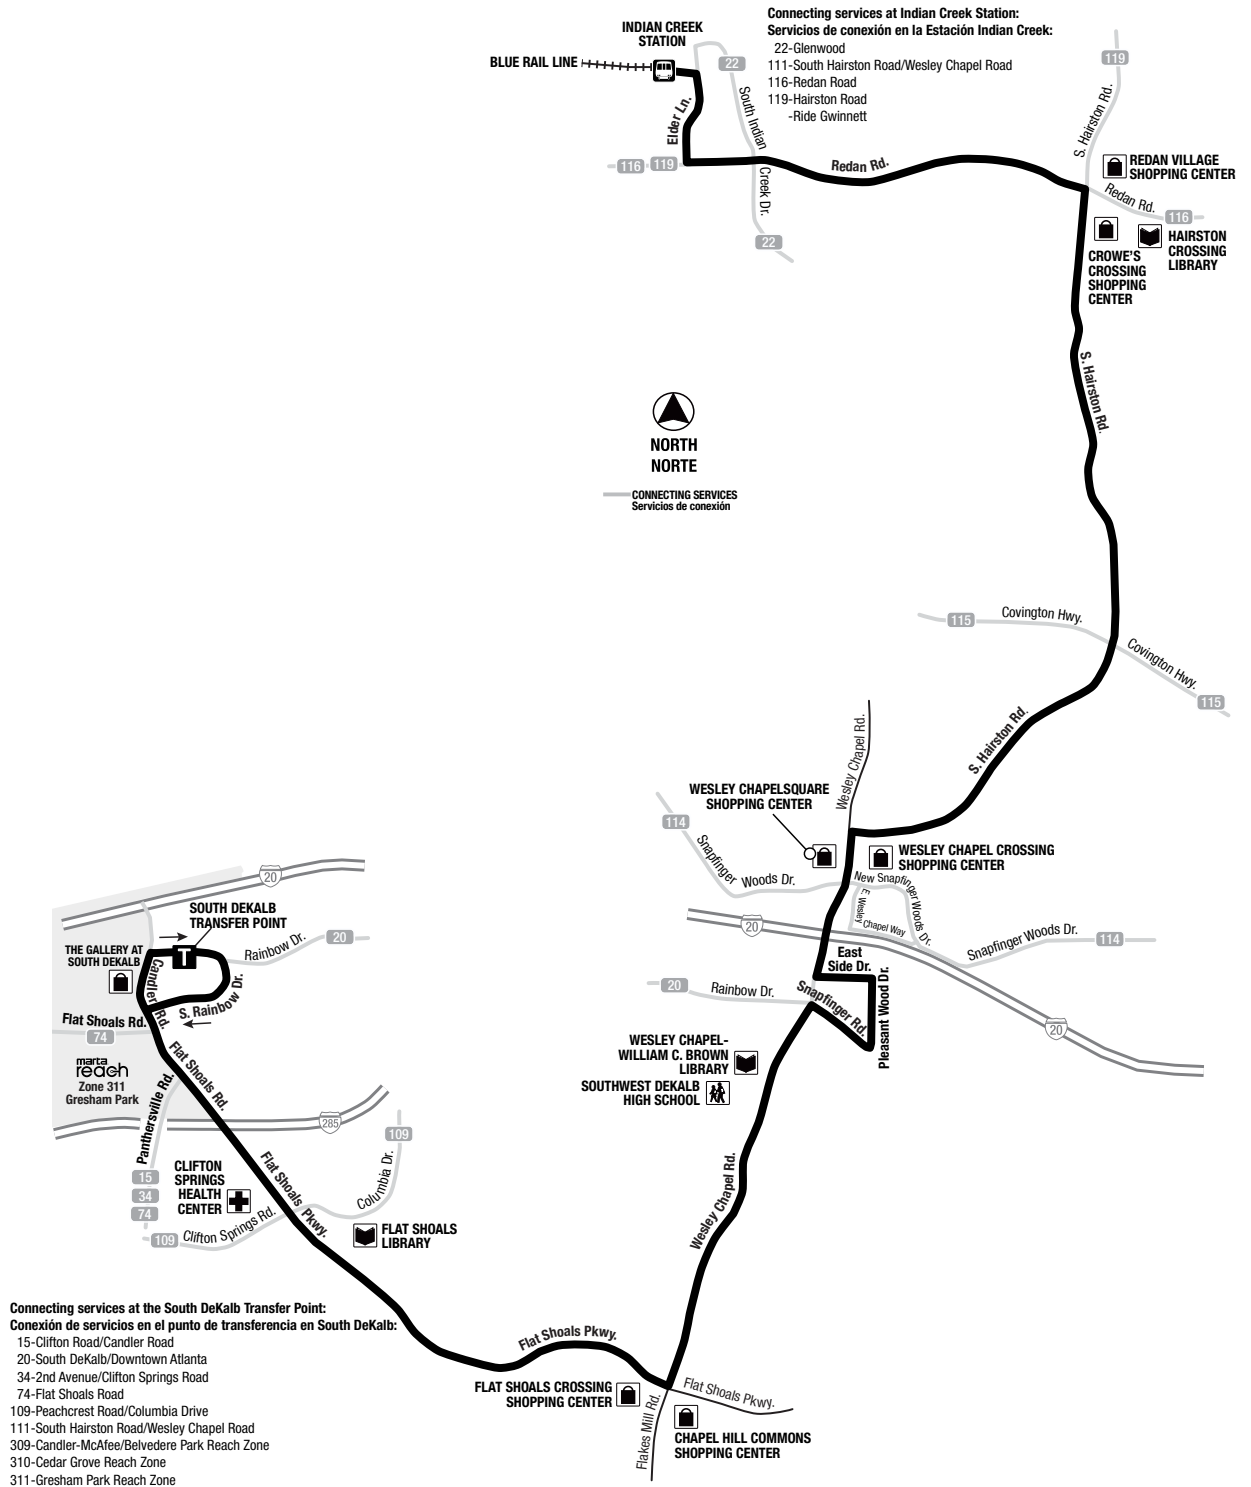 INDIAN CREEK
STATION
BLUE RAIL LINE
Connecting services at Indian Creek Station:
Servicios de conexión en la Estación Indian Creek:
22-Glenwood
111-South Hairston Road/Wesley Chapel Road
116-Redan Road
119-Hairston Road
-Ride Gwinnett
22
119
South Indian
Creek Dr.
Elder Ln.
116
119
Redan Rd.
S. Hairston Rd.
REDAN VILLAGE
SHOPPING CENTER
Redan Rd.
116
22
HAIRSTON
CROSSING
LIBRARY
CROWE'S
CROSSING
SHOPPING
CENTER
S. Hairston Rd.
NORTH
NORTE
CONNECTING SERVICES
Servicios de conexión
115
Covington Hwy.
Covington Hwy.
115
S. Hairston Rd.
Wesley Chapel Rd.
WESLEY CHAPELSQUARE
SHOPPING CENTER
114
Snapfinger
Woods Dr.
WESLEY CHAPEL CROSSING
SHOPPING CENTER
New Snapfinger
Woods Dr.
E. Wesley
Chapel Way
20
Snapfinger Woods Dr.
114
East
Side Dr.
Pleasant Wood Dr.
20
Rainbow Dr.
Snapfinger Rd.
20
WESLEY CHAPEL-
WILLIAM C. BROWN
LIBRARY
SOUTHWEST DEKALB
HIGH SCHOOL
20
SOUTH DEKALB
TRANSFER POINT
THE GALLERY AT
SOUTH DEKALB
T
Rainbow Dr.
20
Candler Rd.
S. Rainbow Dr.
Flat Shoals Rd.
74
marta
reach
Zone 311
Gresham Park
Flat Shoals Rd.
Panthersville Rd.
285
109
15
34
74
CLIFTON
SPRINGS
HEALTH
CENTER
Flat Shoals Pkwy.
Columbia Dr.
109
Clifton Springs Rd.
FLAT SHOALS
LIBRARY
Wesley Chapel Rd.
Connecting services at the South DeKalb Transfer Point:
Conexión de servicios en el punto de transferencia en South DeKalb:
15-Clifton Road/Candler Road
20-South DeKalb/Downtown Atlanta
34-2nd Avenue/Clifton Springs Road
74-Flat Shoals Road
109-Peachcrest Road/Columbia Drive
111-South Hairston Road/Wesley Chapel Road
309-Candler-McAfee/Belvedere Park Reach Zone
310-Cedar Grove Reach Zone
311-Gresham Park Reach Zone
Flat Shoals Pkwy.
FLAT SHOALS CROSSING
SHOPPING CENTER
Flat Shoals Pkwy.
Flakes Mill Rd.
CHAPEL HILL COMMONS
SHOPPING CENTER